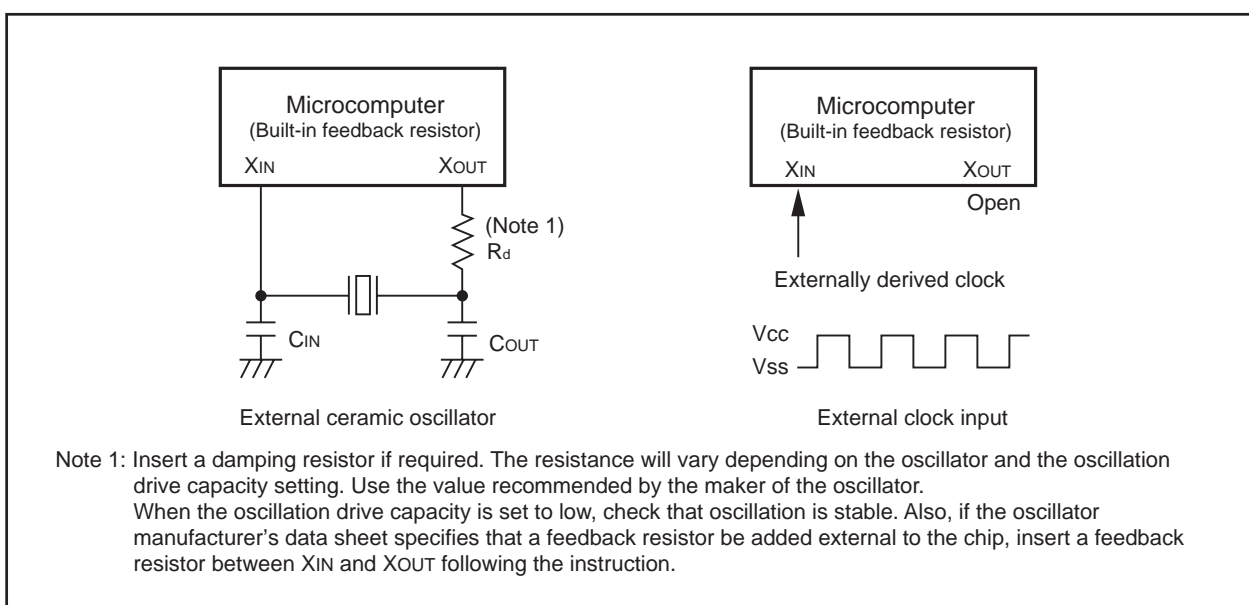 Microcomputer
(Built-in feedback resistor)
XIN XOUT
(Note 1)
Rd
CIN
COUT
External ceramic oscillator
Microcomputer
(Built-in feedback resistor)
XIN XOUT
Open
Externally derived clock
Vcc
Vss
External clock input
Note 1: Insert a damping resistor if required. The resistance will vary depending on the oscillator and the oscillation
drive capacity setting. Use the value recommended by the maker of the oscillator.
When the oscillation drive capacity is set to low, check that oscillation is stable. Also, if the oscillator
manufacturer's data sheet specifies that a feedback resistor be added external to the chip, insert a feedback
resistor between XIN and XOUT following the instruction.